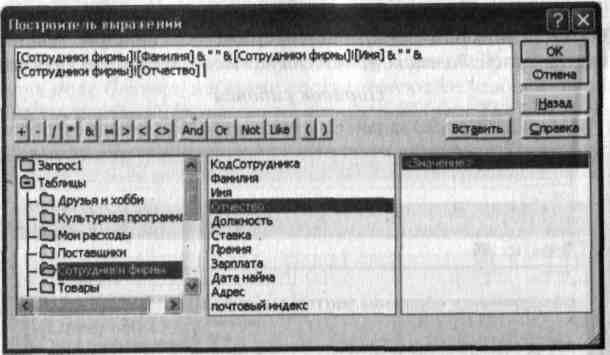 Построитель выражений
[Сотрудники фирмы]![Фамилия] & " " & [Сотрудники фирмы]![Имя] & " " &
[Сотрудники фирмы]![Отчество]
OK
Отмена
Назад
Справка
+ - / * & = > < <> And Or Not Like ( )
Вставить
Запрос1
Таблицы
Друзья и хобби
Культурная программа
Мои расходы
Поставщики
Сотрудники фирмы
Товары
КодСотрудника
Фамилия
Имя
Отчество
Должность
Ставка
Премия
Зарплата
Дата найма
Адрес
почтовый индекс
<Значение>